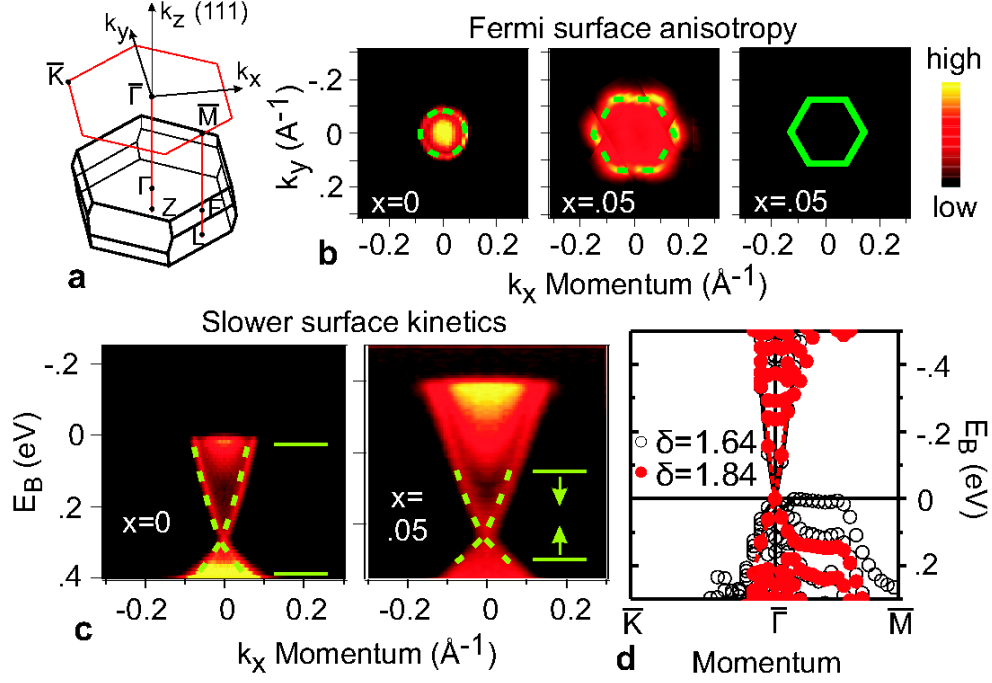 k_z (111)
k_y
k_x
K̅
Γ̅
M̅
Γ
Z
F
L
a
Fermi surface anisotropy
k_y (A⁻¹)
-.2
0
0.2
x=0
x=.05
x=.05
-0.2 0 0.2
-0.2 0 0.2
-0.2 0 0.2
high
low
b
k_x Momentum (Å⁻¹)
Slower surface kinetics
E_B (eV)
-.2
0
.2
.4
x=0
x=
.05
-0.2 0 0.2
-0.2 0 0.2
c
k_x Momentum (Å⁻¹)
δ=1.64
δ=1.84
-.4
-.2
0
.2
E_B (eV)
K̅ Γ̅ M̅
d
Momentum